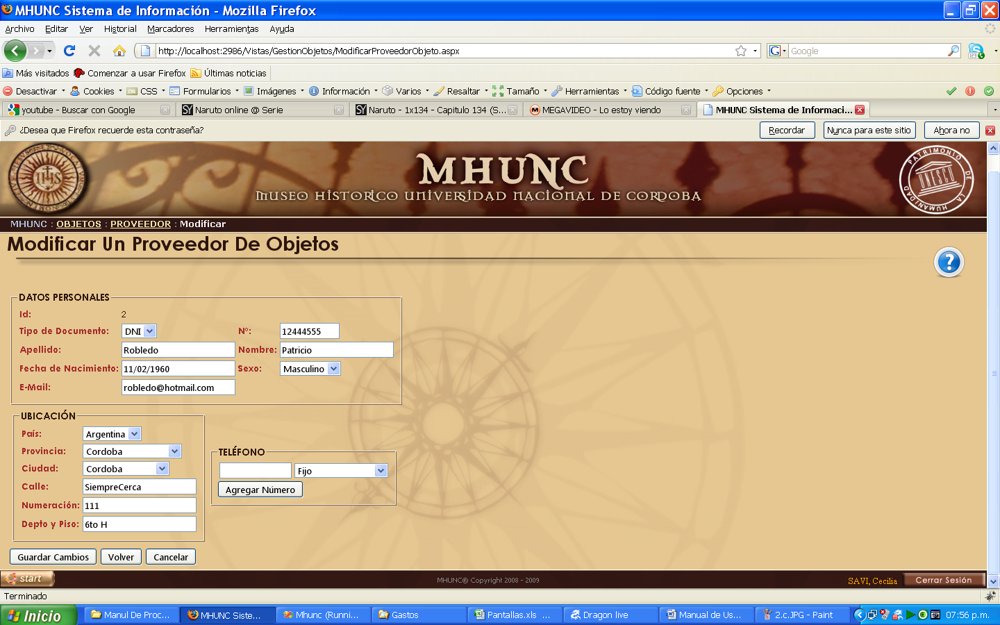 MHUNC Sistema de Información - Mozilla Firefox
Archivo Editar Ver Historial Marcadores Herramientas Ayuda
http://localhost:2986/Vistas/GestionObjetos/ModificarProveedorObjeto.aspx
Google
Más visitados Comenzar a usar Firefox Últimas noticias
Desactivar Cookies CSS Formularios Imágenes Información Varios Resaltar Tamaño Herramientas Código fuente Opciones
youtube - Buscar con Google
Naruto online @ Serie
Naruto - 1x134 - Capitulo 134 (S...
MEGAVIDEO - Lo estoy viendo
MHUNC Sistema de Informaci...
¿Desea que Firefox recuerde esta contraseña? Recordar Nunca para este sitio Ahora no
IHS
MHUNC
MUSEO HISTORICO UNIVERSIDAD NACIONAL DE CORDOBA
PATRIMONIO DE LA HUMANIDAD
UNESCO
MHUNC : OBJETOS : PROVEEDOR : Modificar
Modificar Un Proveedor De Objetos
?
DATOS PERSONALES
Id: 2
Tipo de Documento: DNI Nº: 12444555
Apellido: Robledo Nombre: Patricio
Fecha de Nacimiento: 11/02/1960 Sexo: Masculino
E-Mail: robledo@hotmail.com
UBICACIÓN
País: Argentina
Provincia: Cordoba
Ciudad: Cordoba
Calle: SiempreCerca
Numeración: 111
Depto y Piso: 6to H
TELÉFONO
Fijo
Agregar Número
Guardar Cambios Volver Cancelar
start
MHUNC® Copyright 2008 - 2009
SAVI, Cecilia
Cerrar Sesión
Terminado
Inicio
Manul De Proc...
MHUNC Siste...
Mhunc (Runni...
Gastos
Pantallas.xls ...
Dragon live
Manual de Us...
2.c.JPG - Paint
07:56 p.m.